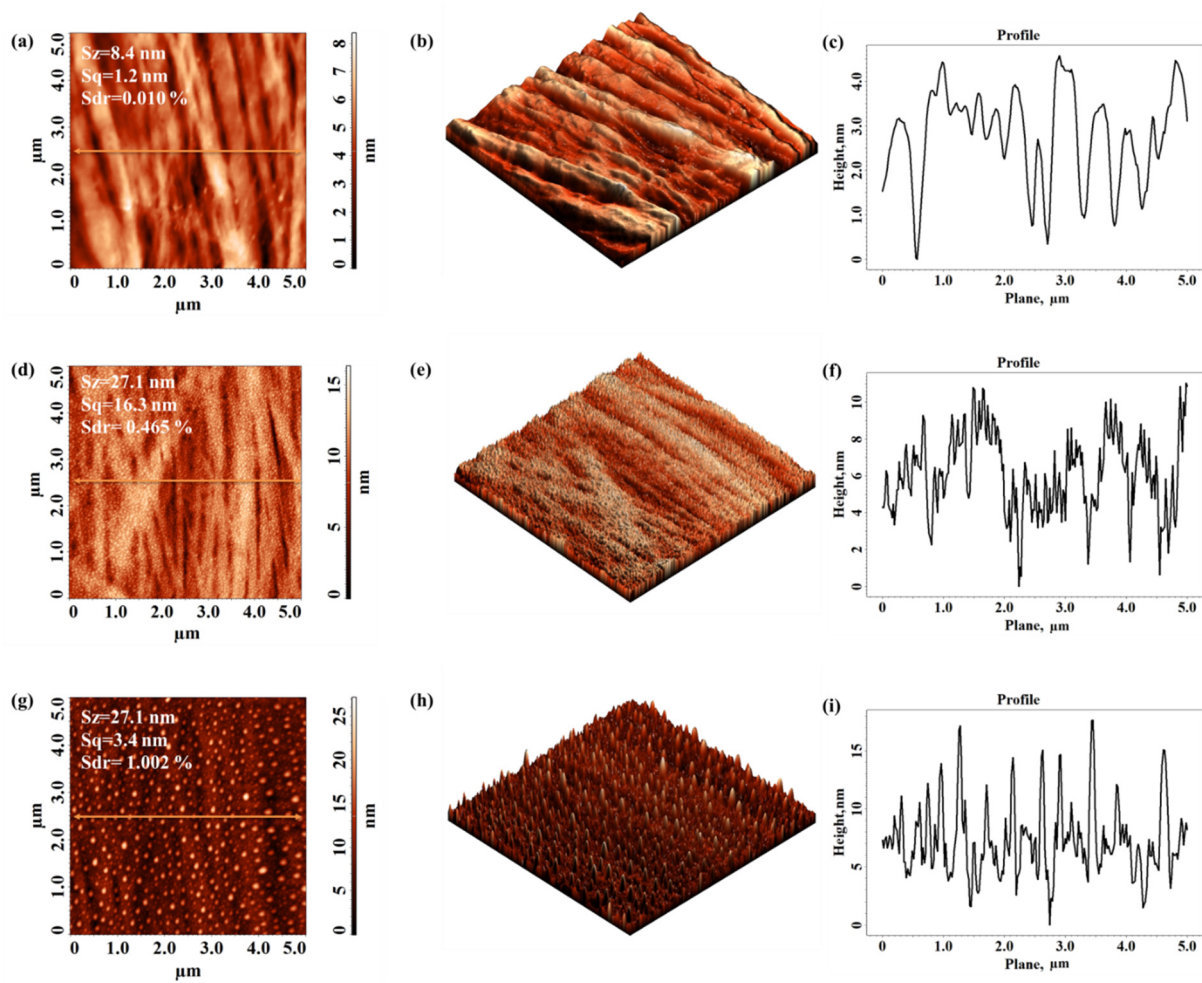 (a)
Sz=8.4 nm
Sq=1.2 nm
Sdr=0.010 %
5.0
4.0
3.0
2.0
1.0
0
µm
0 1.0 2.0 3.0 4.0 5.0
µm
8
7
6
5
4
3
2
1
0
nm
(b)
(c)
Profile
Height,nm
4.0
3.0
2.0
1.0
0
0 1.0 2.0 3.0 4.0 5.0
Plane, µm
(d)
Sz=27.1 nm
Sq=16.3 nm
Sdr= 0.465 %
5.0
4.0
3.0
2.0
1.0
0
µm
0 1.0 2.0 3.0 4.0 5.0
µm
15
10
5
0
nm
(e)
(f)
Profile
Height,nm
10
8
6
4
2
0
0 1.0 2.0 3.0 4.0 5.0
Plane, µm
(g)
Sz=27.1 nm
Sq=3.4 nm
Sdr= 1.002 %
5.0
4.0
3.0
2.0
1.0
0
µm
0 1.0 2.0 3.0 4.0 5.0
µm
25
20
15
10
5
0
nm
(h)
(i)
Profile
Height,nm
15
10
5
0
0 1.0 2.0 3.0 4.0 5.0
Plane, µm